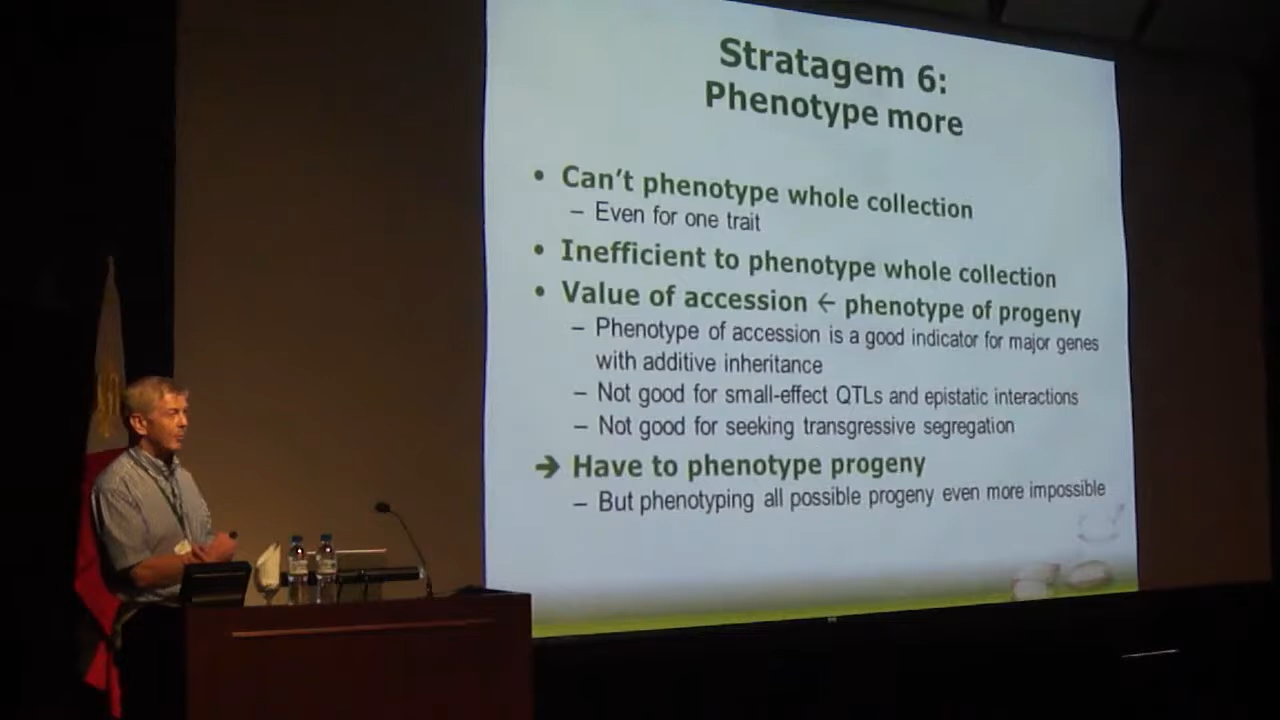 Stratagem 6:
Phenotype more
• Can't phenotype whole collection
– Even for one trait
• Inefficient to phenotype whole collection
• Value of accession ← phenotype of progeny
– Phenotype of accession is a good indicator for major genes
with additive inheritance
– Not good for small-effect QTLs and epistatic interactions
– Not good for seeking transgressive segregation
➔ Have to phenotype progeny
– But phenotyping all possible progeny even more impossible